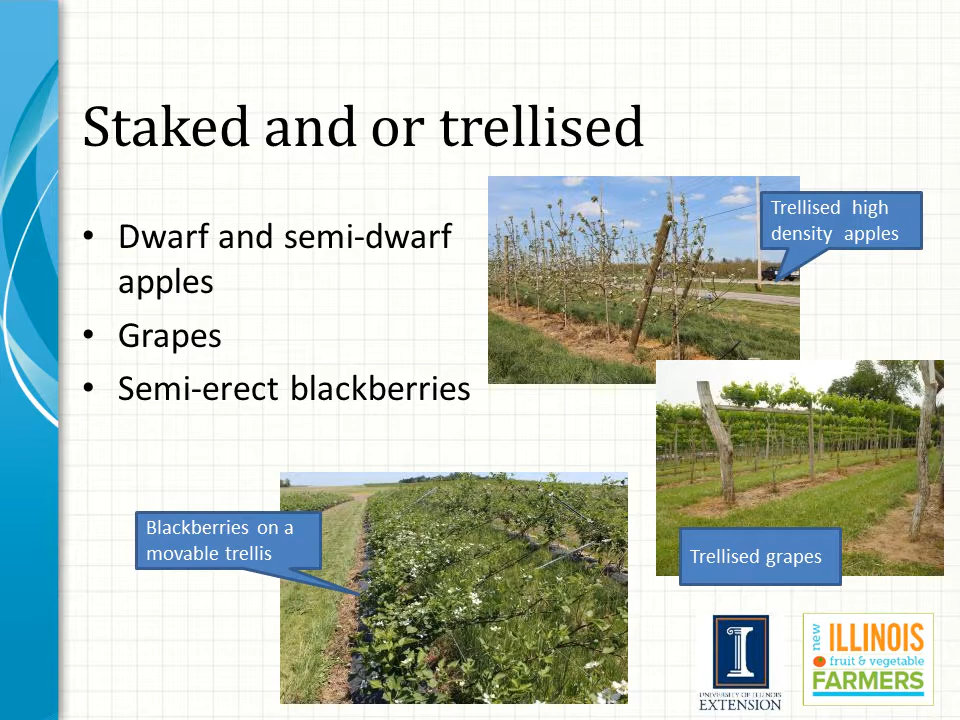 Staked and or trellised
• Dwarf and semi-dwarf
apples
• Grapes
• Semi-erect blackberries
Trellised high
density apples
Trellised grapes
Blackberries on a
movable trellis
I
UNIVERSITY OF ILLINOIS
EXTENSION
new
ILLINOIS
fruit & vegetable
FARMERS